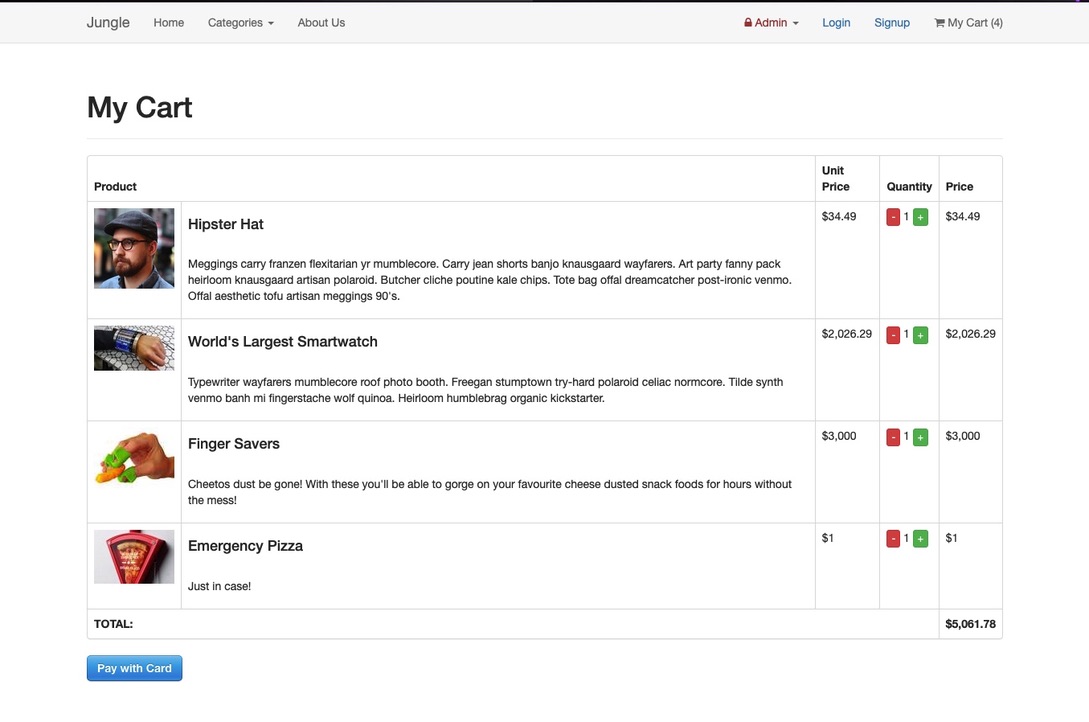 Jungle Home Categories About Us Admin Login Signup My Cart (4)
My Cart
Product Unit Price Quantity Price
Hipster Hat $34.49 - 1 + $34.49
Meggings carry franzen flexitarian yr mumblecore. Carry jean shorts banjo knausgaard wayfarers. Art party fanny pack
heirloom knausgaard artisan polaroid. Butcher cliche poutine kale chips. Tote bag offal dreamcatcher post-ironic venmo.
Offal aesthetic tofu artisan meggings 90's.
World's Largest Smartwatch $2,026.29 - 1 + $2,026.29
Typewriter wayfarers mumblecore roof photo booth. Freegan stumptown try-hard polaroid celiac normcore. Tilde synth
venmo banh mi fingerstache wolf quinoa. Heirloom humblebrag organic kickstarter.
Finger Savers $3,000 - 1 + $3,000
Cheetos dust be gone! With these you'll be able to gorge on your favourite cheese dusted snack foods for hours without
the mess!
Emergency Pizza $1 - 1 + $1
Just in case!
TOTAL: $5,061.78
Pay with Card